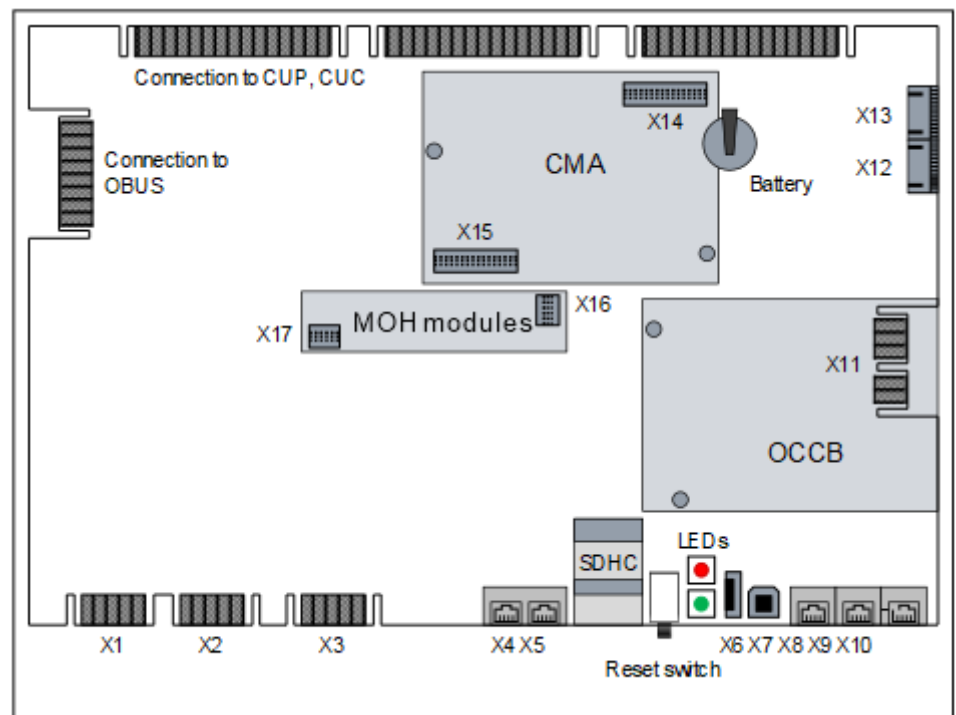 Connection to CUP, CUC
X14
X13
CMA
Connection to
OBUS
X12
Battery
X15
X16
MOH modules
X17
X11
OCCB
LEDs
SDHC
X1
X2
X3
X4 X5
X6 X7 X8 X9 X10
Reset switch